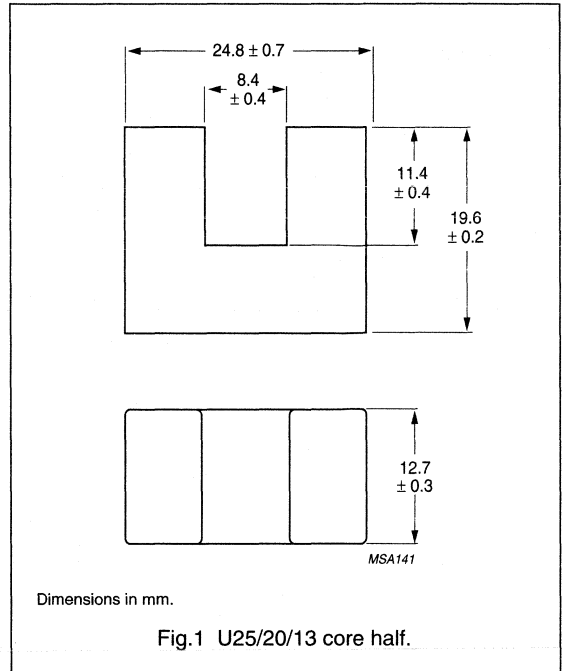 24.8 ± 0.7
8.4
± 0.4
11.4
± 0.4
19.6
± 0.2
12.7
± 0.3
MSA141
Dimensions in mm.
Fig.1 U25/20/13 core half.